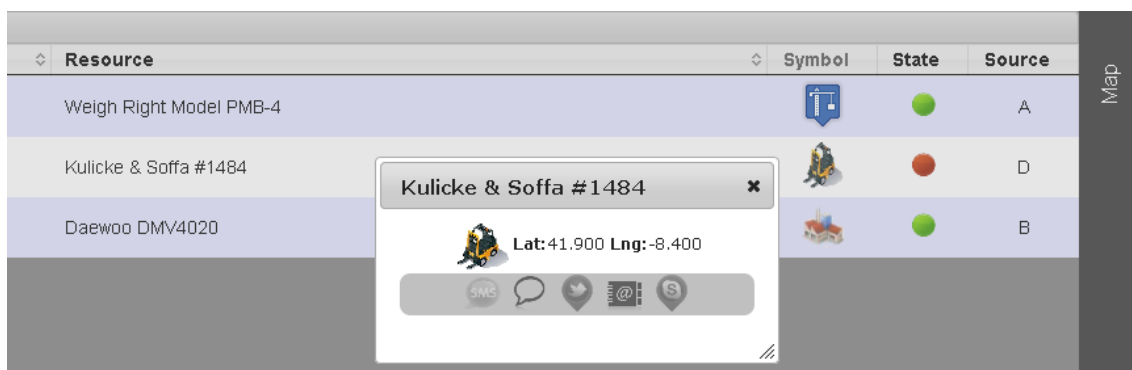 Resource Symbol State Source
Map
Weigh Right Model PMB-4 A
Kulicke & Soffa #1484 D
Kulicke & Soffa #1484
Daewoo DMV4020 B
Lat:41.900 Lng:-8.400
SMS @ S